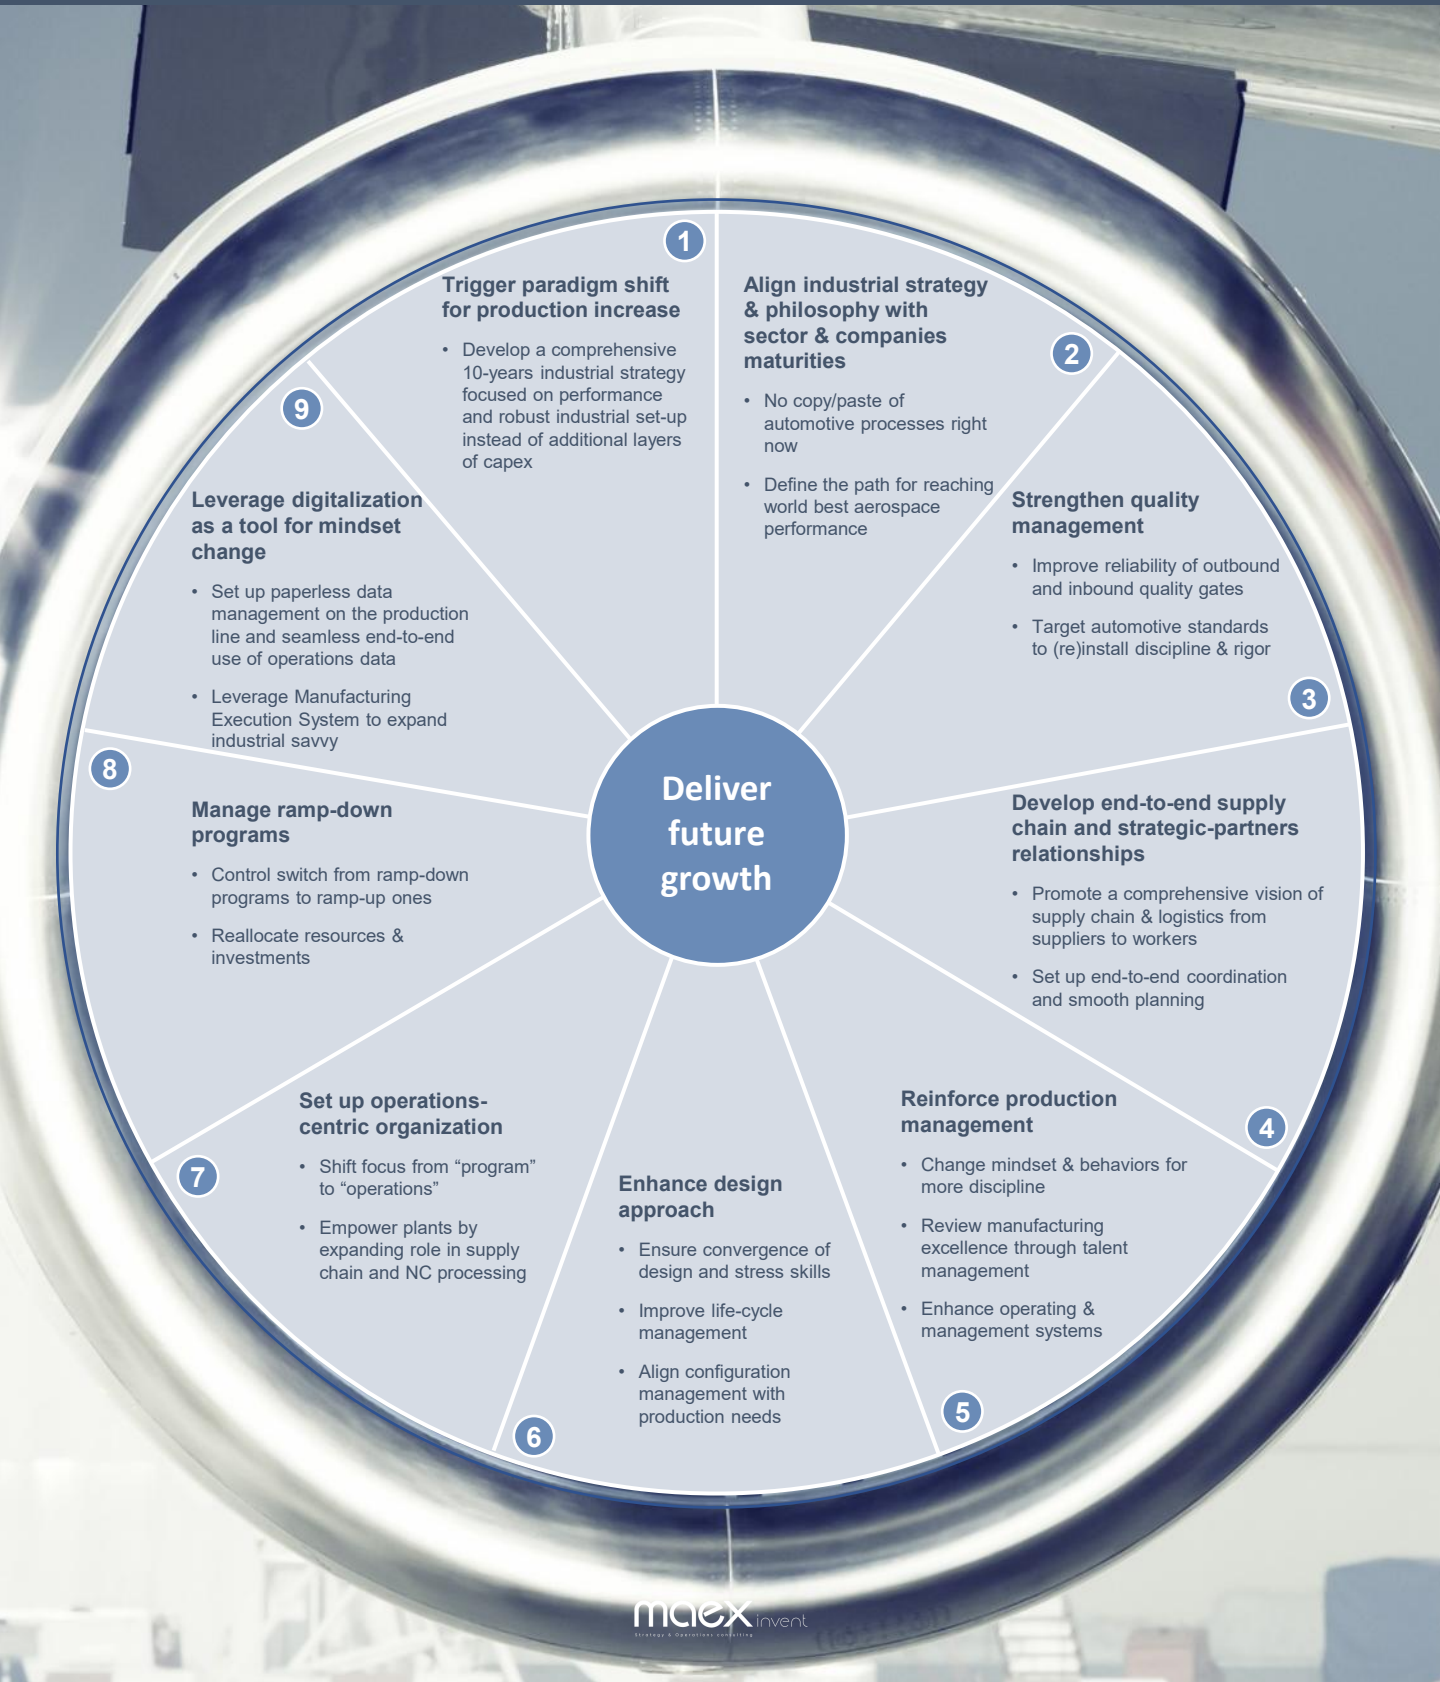 1
Trigger paradigm shift
for production increase
• Develop a comprehensive
10-years industrial strategy
focused on performance
and robust industrial set-up
instead of additional layers
of capex
2
Align industrial strategy
& philosophy with
sector & companies
maturities
• No copy/paste of
automotive processes right
now
• Define the path for reaching
world best aerospace
performance
3
Strengthen quality
management
• Improve reliability of outbound
and inbound quality gates
• Target automotive standards
to (re)install discipline & rigor
4
Develop end-to-end supply
chain and strategic-partners
relationships
• Promote a comprehensive vision of
supply chain & logistics from
suppliers to workers
• Set up end-to-end coordination
and smooth planning
5
Reinforce production
management
• Change mindset & behaviors for
more discipline
• Review manufacturing
excellence through talent
management
• Enhance operating &
management systems
6
Enhance design
approach
• Ensure convergence of
design and stress skills
• Improve life-cycle
management
• Align configuration
management with
production needs
7
Set up operations-
centric organization
• Shift focus from “program”
to “operations”
• Empower plants by
expanding role in supply
chain and NC processing
8
Manage ramp-down
programs
• Control switch from ramp-down
programs to ramp-up ones
• Reallocate resources &
investments
9
Leverage digitalization
as a tool for mindset
change
• Set up paperless data
management on the production
line and seamless end-to-end
use of operations data
• Leverage Manufacturing
Execution System to expand
industrial savvy
Deliver
future
growth
maex invent
Strategy & Operations consulting